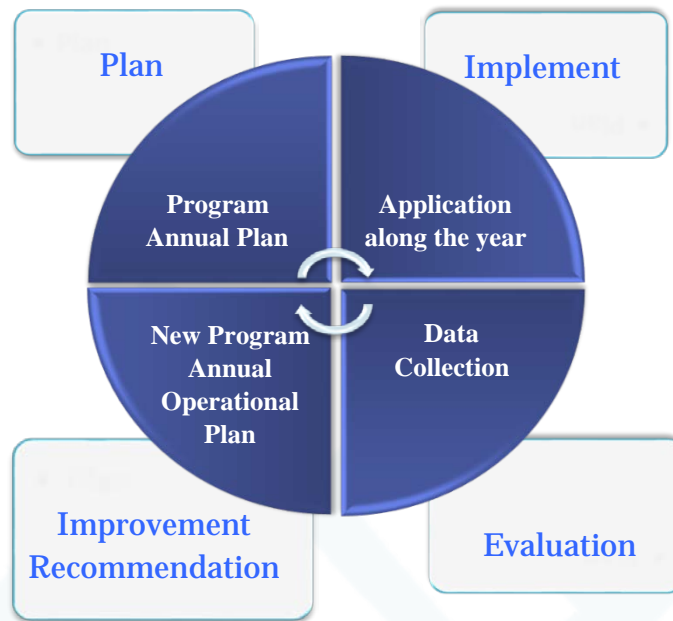 Plan
Implement
Program
Annual Plan
Application
along the year
New Program
Annual
Operational
Plan
Data
Collection
Improvement
Recommendation
Evaluation